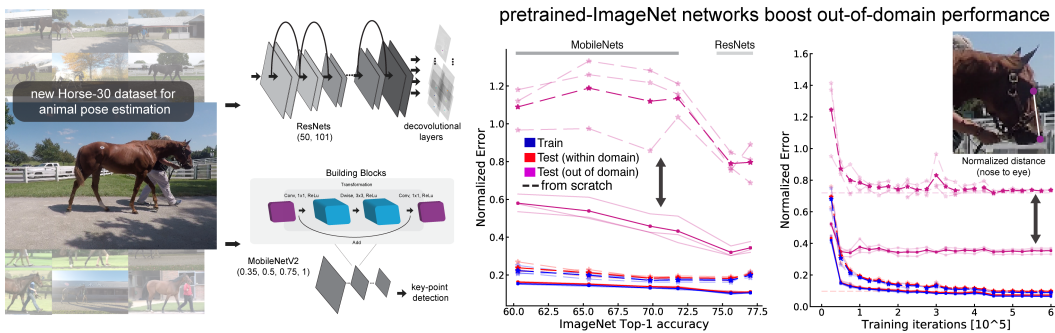 pretrained-ImageNet networks boost out-of-domain performance
new Horse-30 dataset for
animal pose estimation
ResNets
(50, 101)
decovolutional
layers
Building Blocks
Transformation
Conv, 1x1, ReLu
Dwise, 3x3, ReLu
Conv, 1x1, ReLa
Add
MobileNetV2
(0.35, 0.5, 0.75, 1)
key-point
detection
MobileNets
ResNets
Normalized Error
1.2
1.0
0.8
0.6
0.4
0.2
Train
Test (within domain)
Test (out of domain)
from scratch
60.0
62.5
65.0
67.5
70.0
72.5
75.0
77.5
ImageNet Top-1 accuracy
Normalized Error
1.6
1.4
1.2
1.0
0.8
0.6
0.4
0.2
0.0
0
1
2
3
4
5
6
Training iterations [10^5]
Normalized distance
(nose to eye)